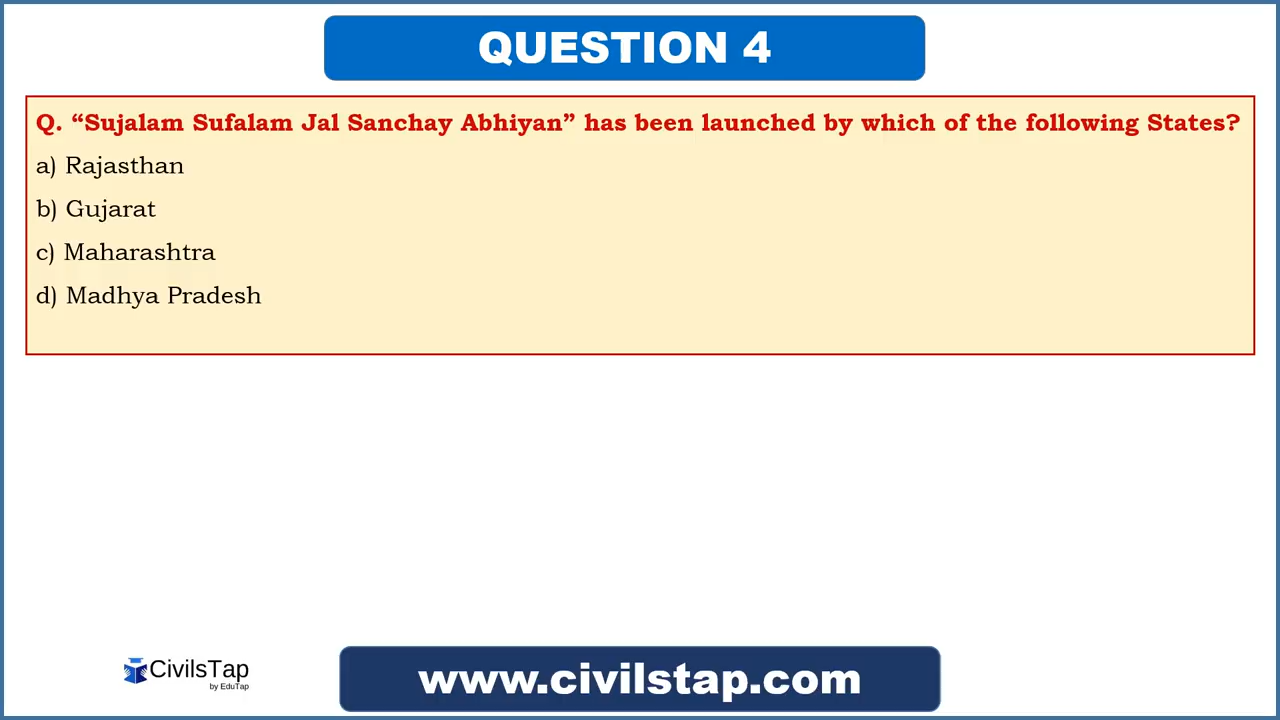 QUESTION 4
Q. “Sujalam Sufalam Jal Sanchay Abhiyan” has been launched by which of the following States?
a) Rajasthan
b) Gujarat
c) Maharashtra
d) Madhya Pradesh
CivilsTap
by EduTap
www.civilstap.com